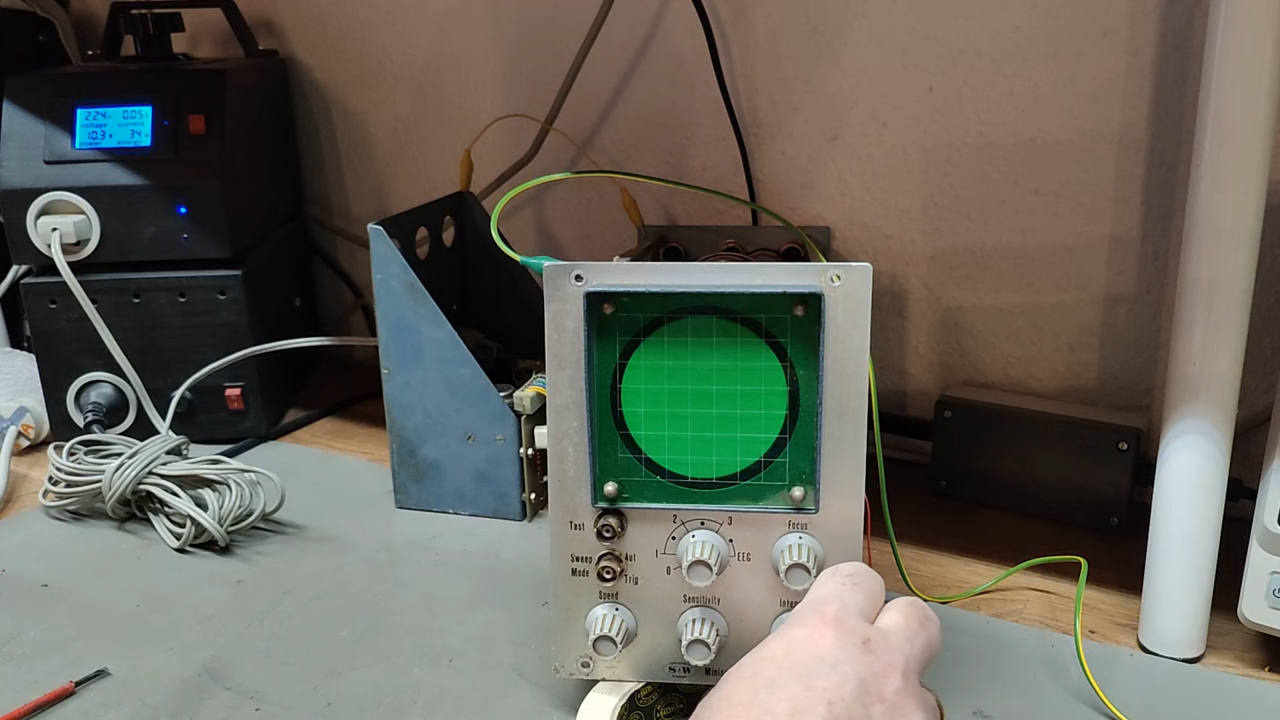 224v 0.05
voltage current
10.3 34
power energy
Test
2 3
1 EEG
0
Focus
Sweep Aut
Mode Trig
Speed
Sensitivity